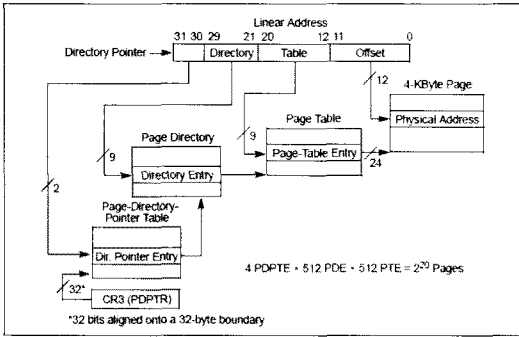 Linear Address
31 30 29 21 20 12 11 0
Directory Pointer Directory Table Offset
12
4-KByte Page
Physical Address
Page Table
9
Page-Table Entry
24
Page Directory
9
Directory Entry
2
Page-Directory-
Pointer Table
Dir. Pointer Entry
4 PDPTE * 512 PDE * 512 PTE = 2²⁰ Pages
32*
CR3 (PDPTR)
*32 bits aligned onto a 32-byte boundary